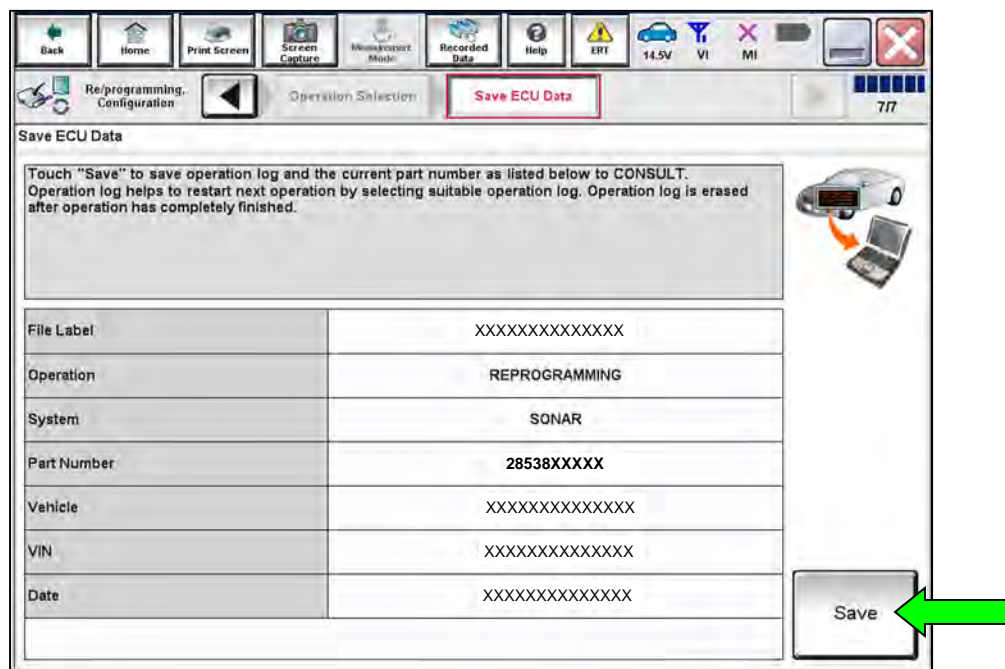 Back
Home
Print Screen
Screen
Capture
Measurement
Mode
Recorded
Data
Help
ERT
14.5V
VI
MI
Re/programming,
Configuration
Operation Selection
Save ECU Data
7/7
Save ECU Data
Touch "Save" to save operation log and the current part number as listed below to CONSULT.
Operation log helps to restart next operation by selecting suitable operation log. Operation log is erased
after operation has completely finished.
File Label XXXXXXXXXXXXXX
Operation REPROGRAMMING
System SONAR
Part Number 28538XXXXX
Vehicle XXXXXXXXXXXXXX
VIN XXXXXXXXXXXXXX
Date XXXXXXXXXXXXXX
Save